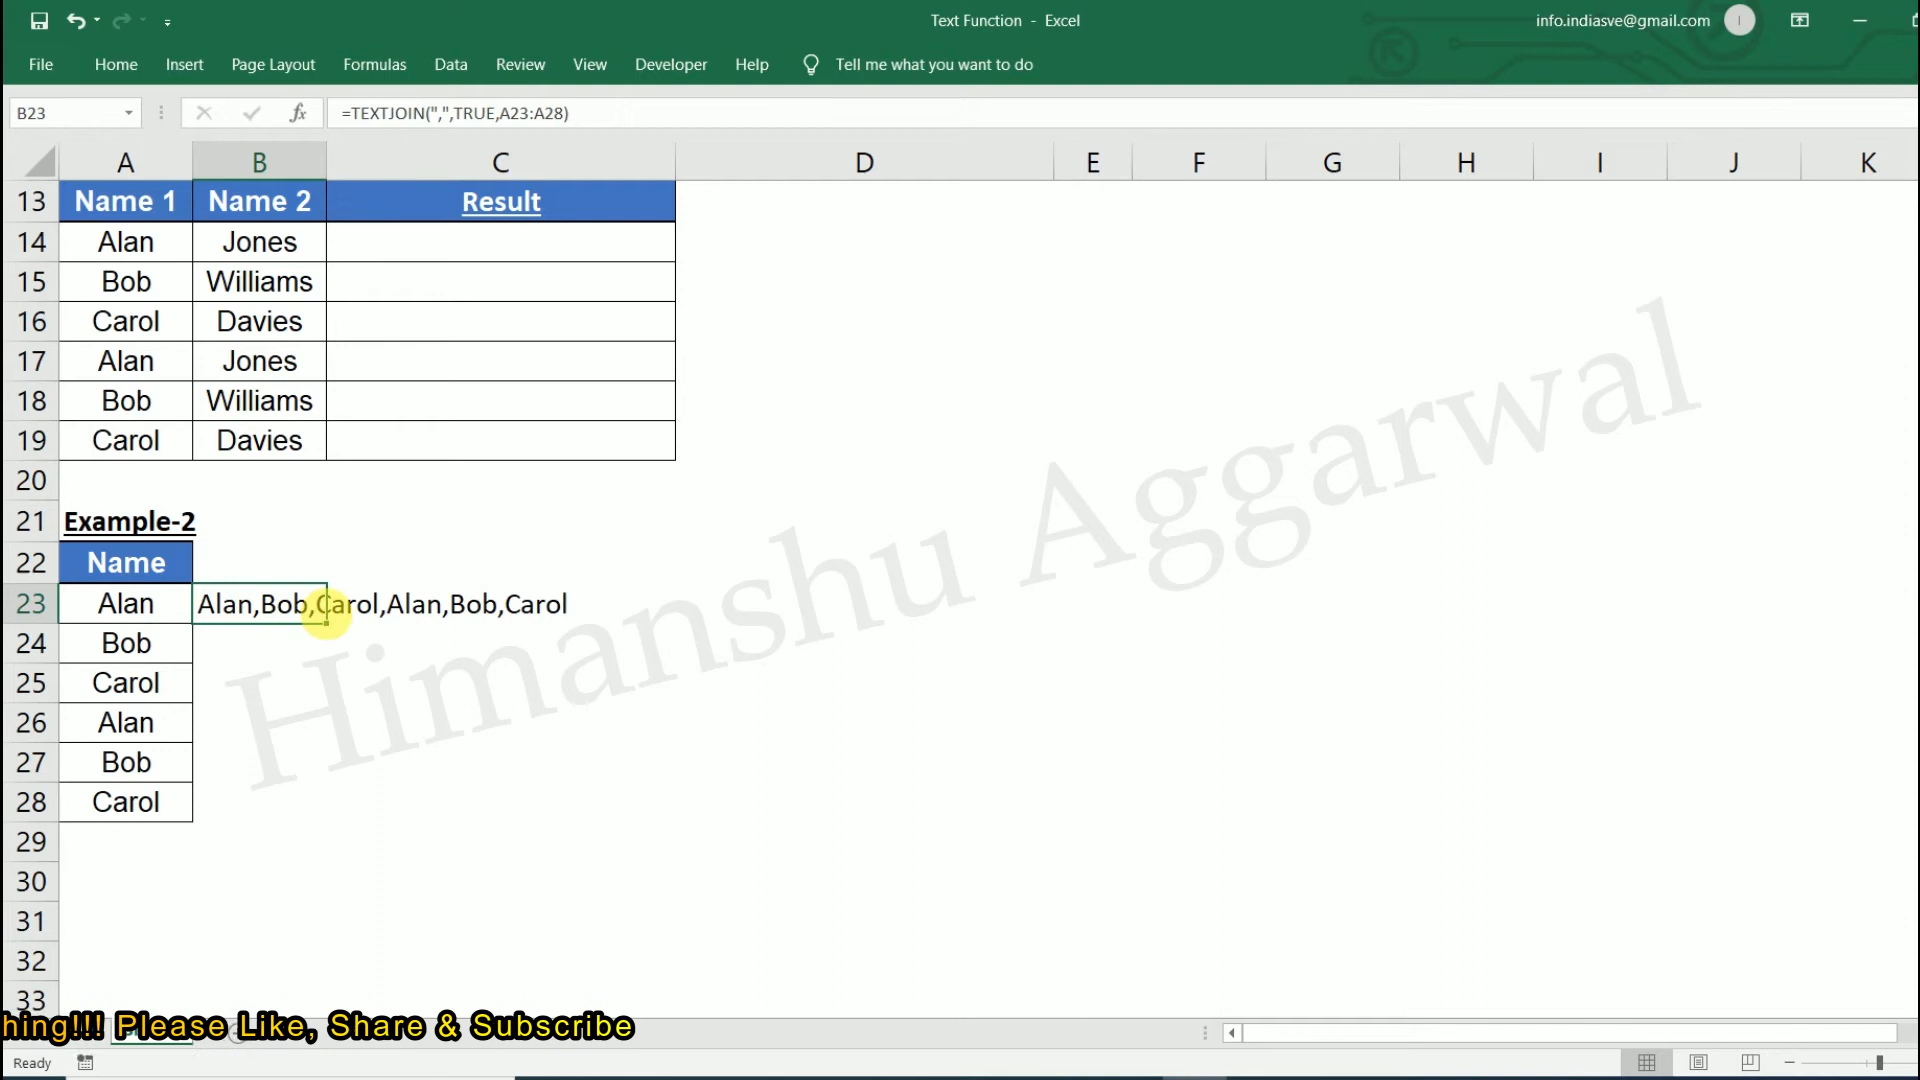 Text Function - Excel
info.indiasve@gmail.com
I
File Home Insert Page Layout Formulas Data Review View Developer Help Tell me what you want to do
B23 fx =TEXTJOIN(",",TRUE,A23:A28)
A B C D E F G H I J K
13 Name 1 Name 2 Result
14 Alan Jones
15 Bob Williams
16 Carol Davies
17 Alan Jones
18 Bob Williams
19 Carol Davies
20
21 Example-2
22 Name
23 Alan Alan,Bob,Carol,Alan,Bob,Carol
24 Bob
25 Carol
26 Alan
27 Bob
28 Carol
29
30
31
32
33
Himanshu Aggarwal
hing!!! Please Like, Share & Subscribe
Ready